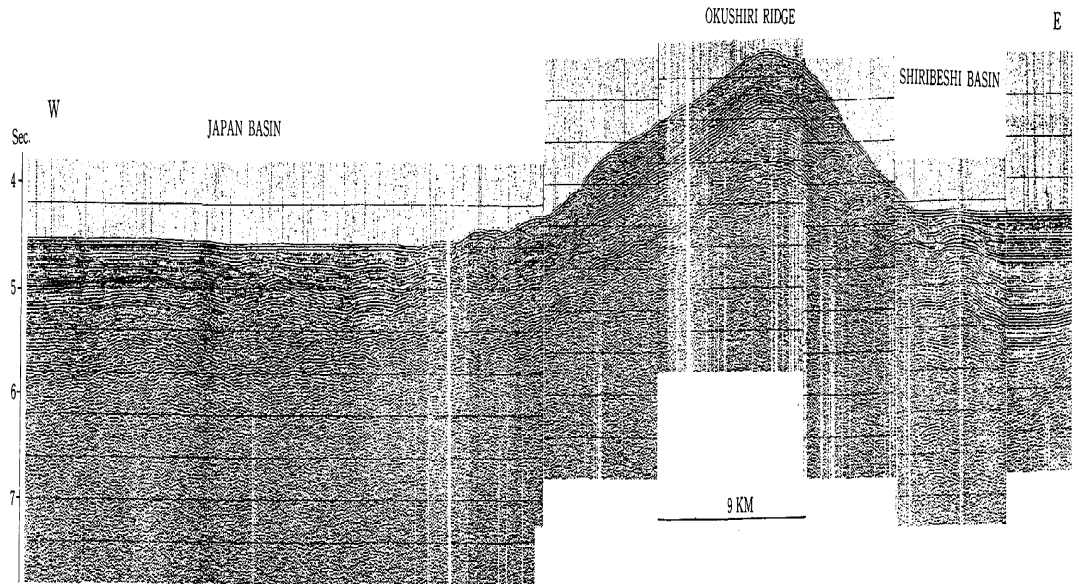 OKUSHIRI RIDGE
E
SHIRIBESHI BASIN
W
JAPAN BASIN
Sec.
4
5
6
7
9 KM